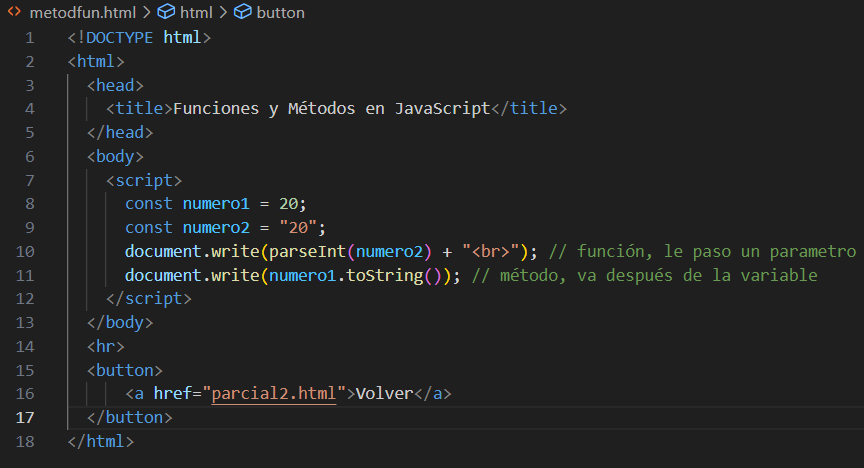 <> metodfun.html > html > button
1 <!DOCTYPE html>
2 <html>
3   <head>
4     <title>Funciones y Métodos en JavaScript</title>
5   </head>
6   <body>
7     <script>
8       const numero1 = 20;
9       const numero2 = "20";
10       document.write(parseInt(numero2) + "<br>"); // función, le paso un parametro
11       document.write(numero1.toString()); // método, va después de la variable
12     </script>
13   </body>
14   <hr>
15   <button>
16       <a href="parcial2.html">Volver</a>
17   </button>
18 </html>